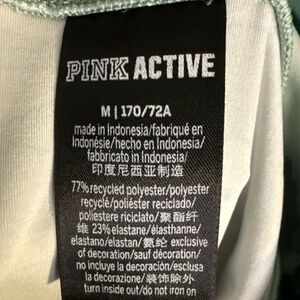 PINK ACTIVE
M | 170/72A
made in Indonesia/fabriqué en
Indonésie/hecho en Indonesia/
fabbricato in Indonesia/
印度尼西亚制造
77% recycled polyester/polyester
recyclé/poliéster reciclado/
poliestere riciclato/聚酯纤
维 23% elastane/élasthanne/
elastano/elastan/氨纶 exclusive
of decoration/sauf décoration/
no incluye la decoración/esclusa
la decorazione/装饰除外
turn inside out/do not iron on